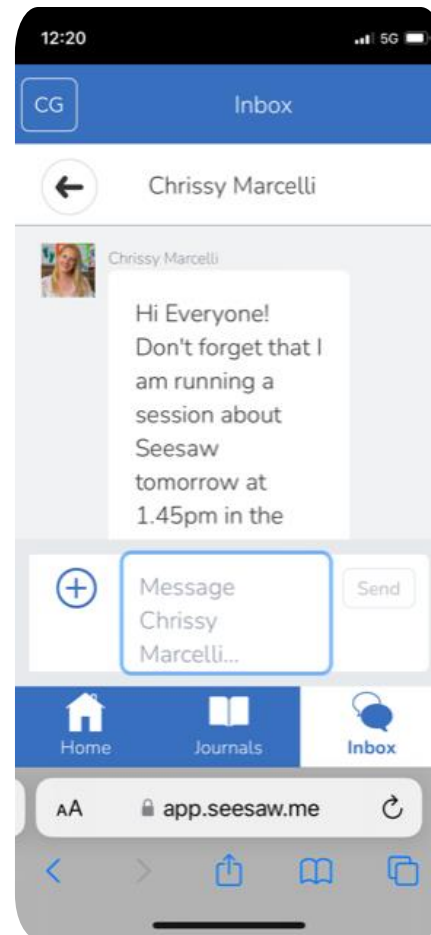 12:20
5G
CG
Inbox
Chrissy Marcelli
Chrissy Marcelli
Hi Everyone!
Don't forget that I
am running a
session about
Seesaw
tomorrow at
1.45pm in the
Message
Chrissy
Marcelli...
Send
Home
Journals
Inbox
AA
app.seesaw.me